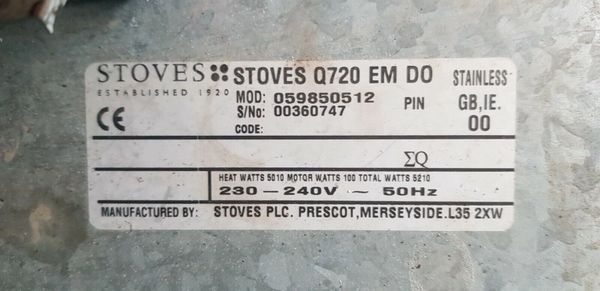 STOVES STOVES Q720 EM DO STAINLESS
ESTABLISHED 1920 MOD: 059850512 PIN GB,IE.
CE S/No: 00360747 00
CODE:
ΣQ
HEAT WATTS 5010 MOTOR WATTS 100 TOTAL WATTS 5210
230-240V ~ 50Hz
MANUFACTURED BY: STOVES PLC. PRESCOT,MERSEYSIDE.L35 2XW